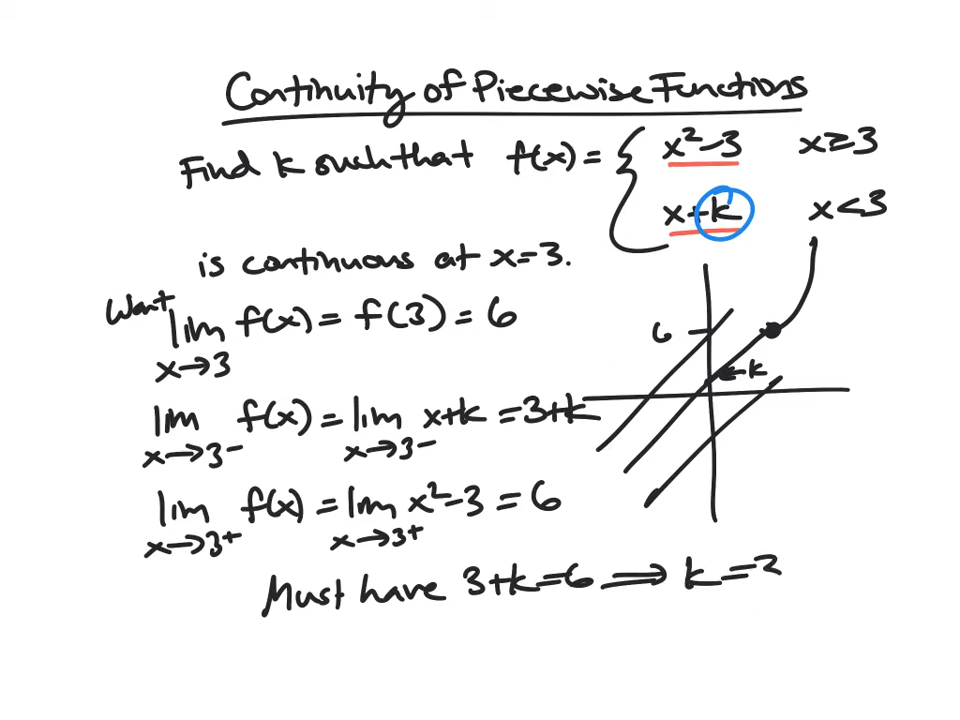 Continuity of Piecewise Functions
Find k such that f(x) = { x²-3 x≥3
x+k x<3
is continuous at x=3.
Want lim x→3 f(x) = f(3) = 6
lim x→3⁻ f(x) = lim x→3⁻ x+k = 3+k
lim x→3⁺ f(x) = lim x→3⁺ x²-3 = 6
Must have 3+k=6 ⟹ k=3
6
←k